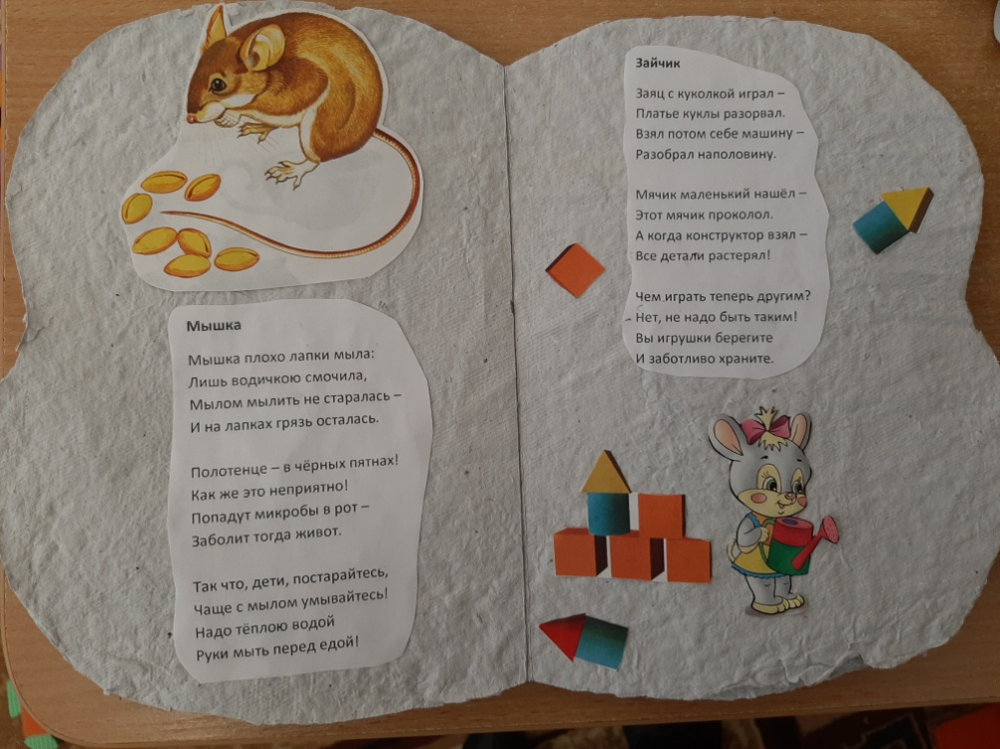 Мышка
Мышка плохо лапки мыла:
Лишь водичкою смочила,
Мылом мылить не старалась –
И на лапках грязь осталась.
Полотенце – в чёрных пятнах!
Как же это неприятно!
Попадут микробы в рот –
Заболит тогда живот.
Так что, дети, постарайтесь,
Чаще с мылом умывайтесь!
Надо тёплою водой
Руки мыть перед едой!
Зайчик
Заяц с куколкой играл –
Платье куклы разорвал.
Взял потом себе машину –
Разобрал наполовину.
Мячик маленький нашёл –
Этот мячик проколол.
А когда конструктор взял –
Все детали растерял!
Чем играть теперь другим?
Нет, не надо быть таким!
Вы игрушки берегите
И заботливо храните.